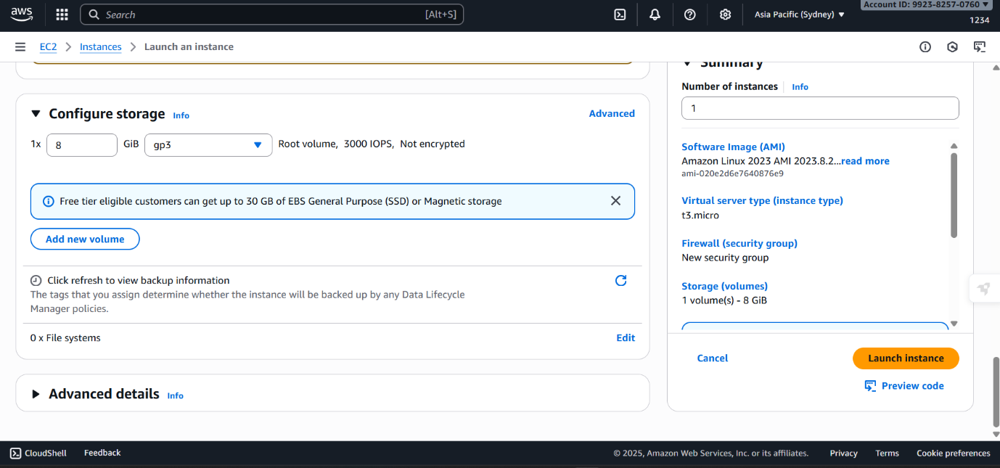 aws
Search
[Alt+S]
Asia Pacific (Sydney)
Account ID: 9923-8257-0760
1234
EC2
Instances
Launch an instance
Configure storage
Info
Advanced
1x
8
GiB
gp3
Root volume, 3000 IOPS, Not encrypted
Free tier eligible customers can get up to 30 GB of EBS General Purpose (SSD) or Magnetic storage
Add new volume
Click refresh to view backup information
The tags that you assign determine whether the instance will be backed up by any Data Lifecycle
Manager policies.
0 x File systems
Edit
Advanced details
Info
Summary
Number of instances
Info
1
Software Image (AMI)
Amazon Linux 2023 AMI 2023.8.2...read more
ami-020e2d6e7640876e9
Virtual server type (instance type)
t3.micro
Firewall (security group)
New security group
Storage (volumes)
1 volume(s) - 8 GiB
Cancel
Launch instance
Preview code
CloudShell
Feedback
© 2025, Amazon Web Services, Inc. or its affiliates.
Privacy
Terms
Cookie preferences